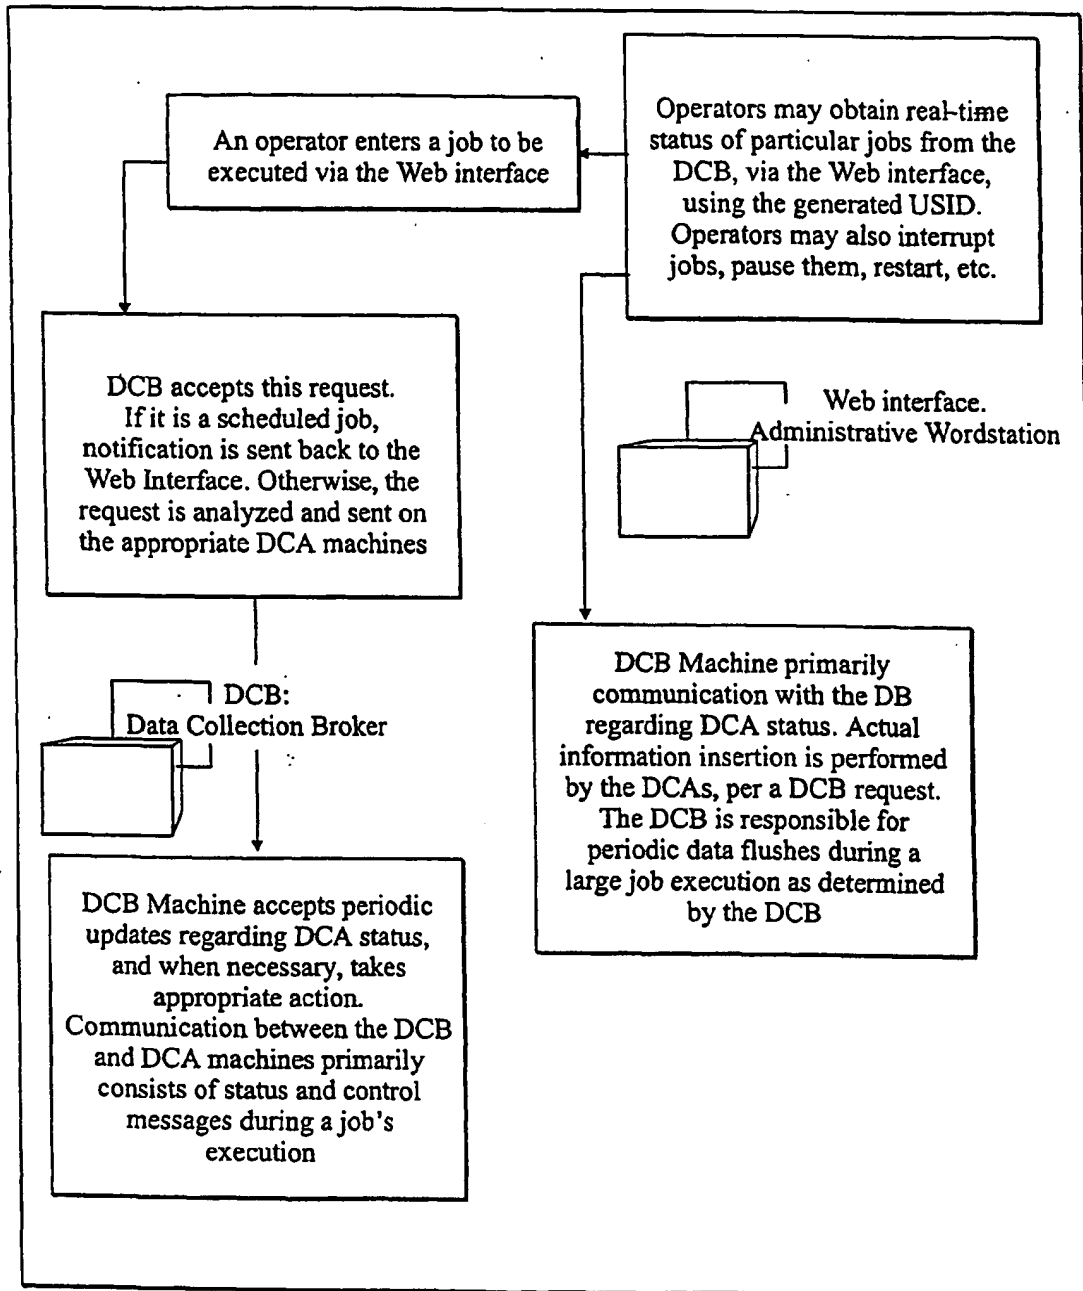 An operator enters a job to be
executed via the Web interface
Operators may obtain real-time
status of particular jobs from the
DCB, via the Web interface,
using the generated USID.
Operators may also interrupt
jobs, pause them, restart, etc.
DCB accepts this request.
If it is a scheduled job,
notification is sent back to the
Web Interface. Otherwise, the
request is analyzed and sent on
the appropriate DCA machines
Web interface.
Administrative Wordstation
DCB:
Data Collection Broker
DCB Machine primarily
communication with the DB
regarding DCA status. Actual
information insertion is performed
by the DCAs, per a DCB request.
The DCB is responsible for
periodic data flushes during a
large job execution as determined
by the DCB
DCB Machine accepts periodic
updates regarding DCA status,
and when necessary, takes
appropriate action.
Communication between the DCB
and DCA machines primarily
consists of status and control
messages during a job's
execution